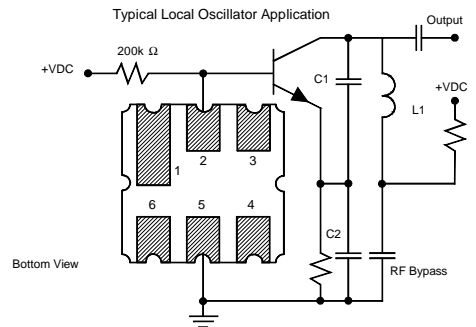 Typical Local Oscillator Application
Output
200k Ω
+VDC
C1
+VDC
L1
1
2
3
6
5
4
C2
Bottom View
RF Bypass